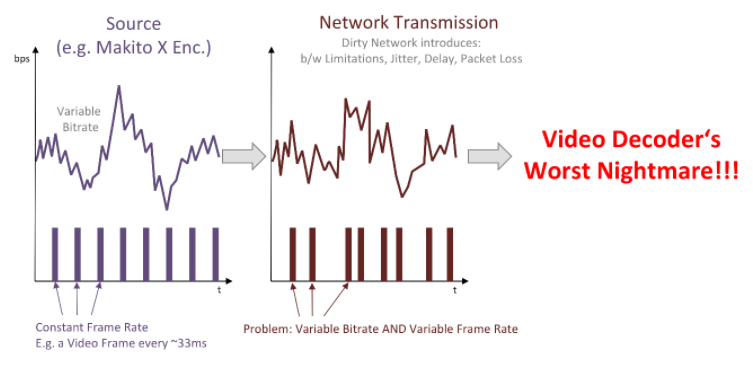 Source
(e.g. Makito X Enc.)
bps
Variable
Bitrate
t
Constant Frame Rate
E.g. a Video Frame every ~33ms
Network Transmission
Dirty Network introduces:
b/w Limitations, Jitter, Delay, Packet Loss
t
Problem: Variable Bitrate AND Variable Frame Rate
Video Decoder‘s
Worst Nightmare!!!